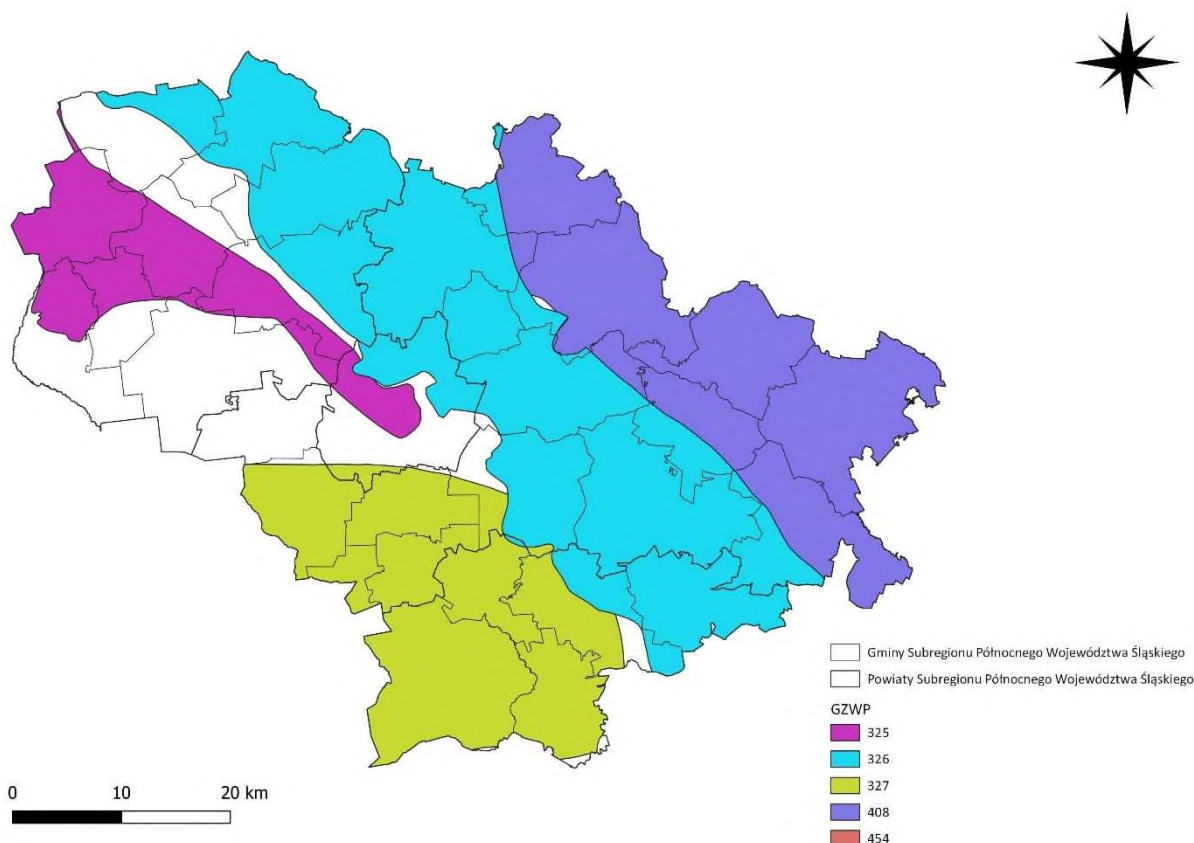 Gminy Subregionu Północnego Województwa Śląskiego
Powiaty Subregionu Północnego Województwa Śląskiego
GZWP
325
326
327
408
454
0 10 20 km